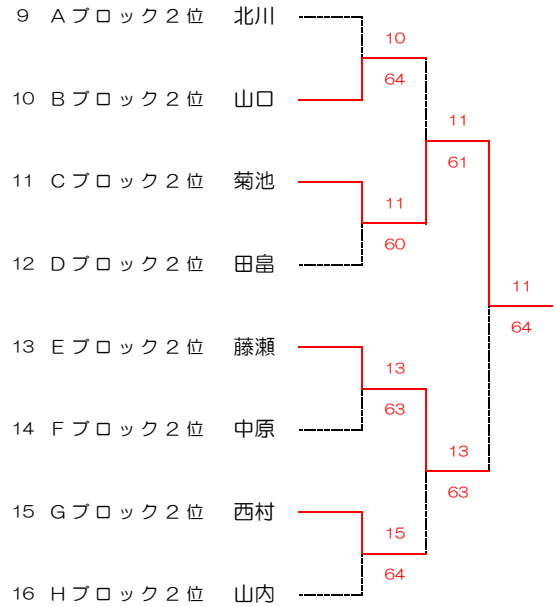 9 Aブロック2位 北川
10
64
10 Bブロック2位 山口
11
61
11 Cブロック2位 菊池
11
60
12 Dブロック2位 田畠
11
64
13 Eブロック2位 藤瀬
13
63
14 Fブロック2位 中原
13
63
15 Gブロック2位 西村
15
64
16 Hブロック2位 山内